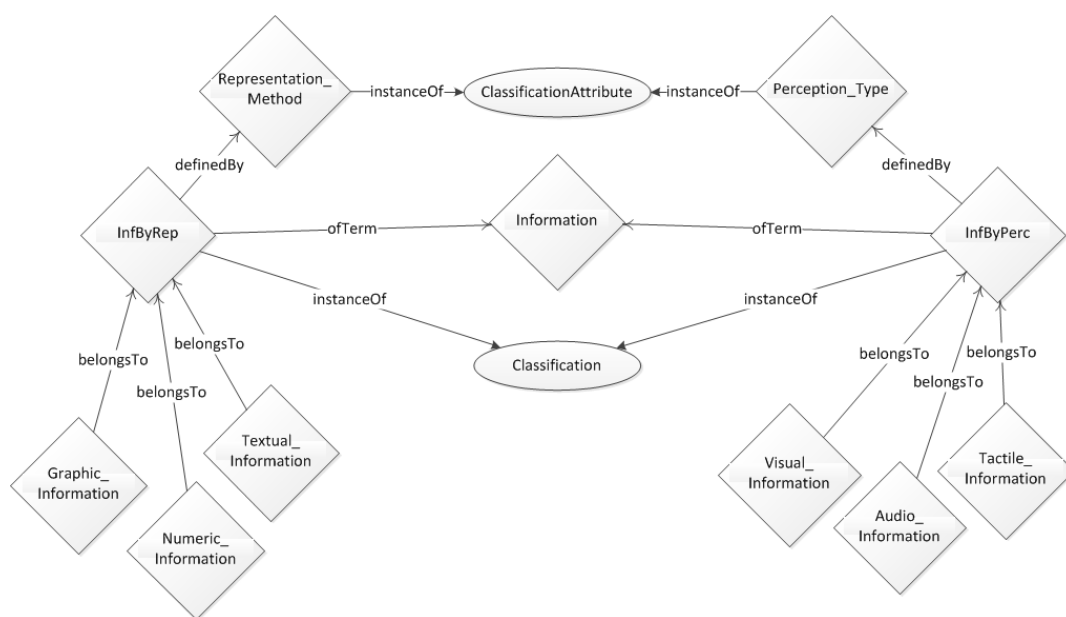 Representation_
Method
instanceOf
ClassificationAttribute
instanceOf
Perception_Type
definedBy
definedBy
InfByRep
ofTerm
Information
ofTerm
InfByPerc
instanceOf
instanceOf
belongsTo
belongsTo
belongsTo
Classification
belongsTo
belongsTo
belongsTo
Graphic_
Information
Textual_
Information
Numeric_
Information
Visual_
Information
Audio_
Information
Tactile_
Information